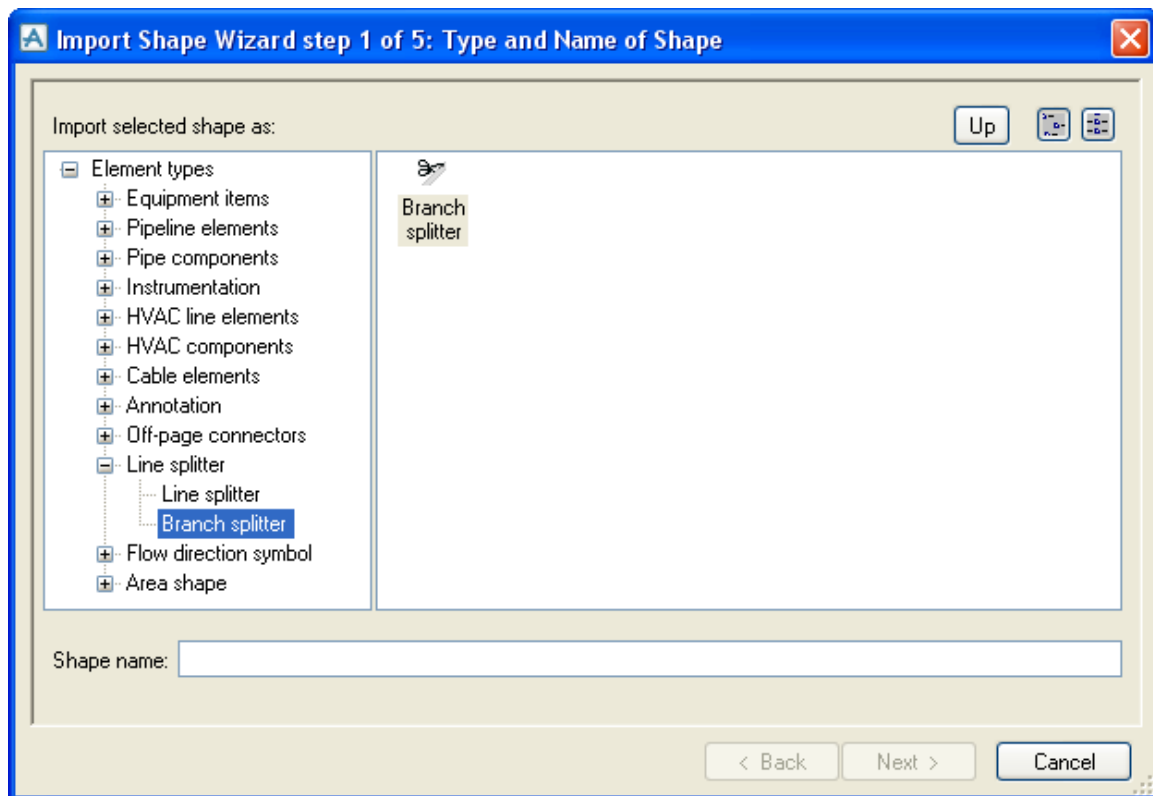 Import Shape Wizard step 1 of 5: Type and Name of Shape
Import selected shape as:
Up
Element types
Equipment items
Pipeline elements
Pipe components
Instrumentation
HVAC line elements
HVAC components
Cable elements
Annotation
Off-page connectors
Line splitter
Line splitter
Branch splitter
Flow direction symbol
Area shape
Branch
splitter
Shape name:
< Back
Next >
Cancel